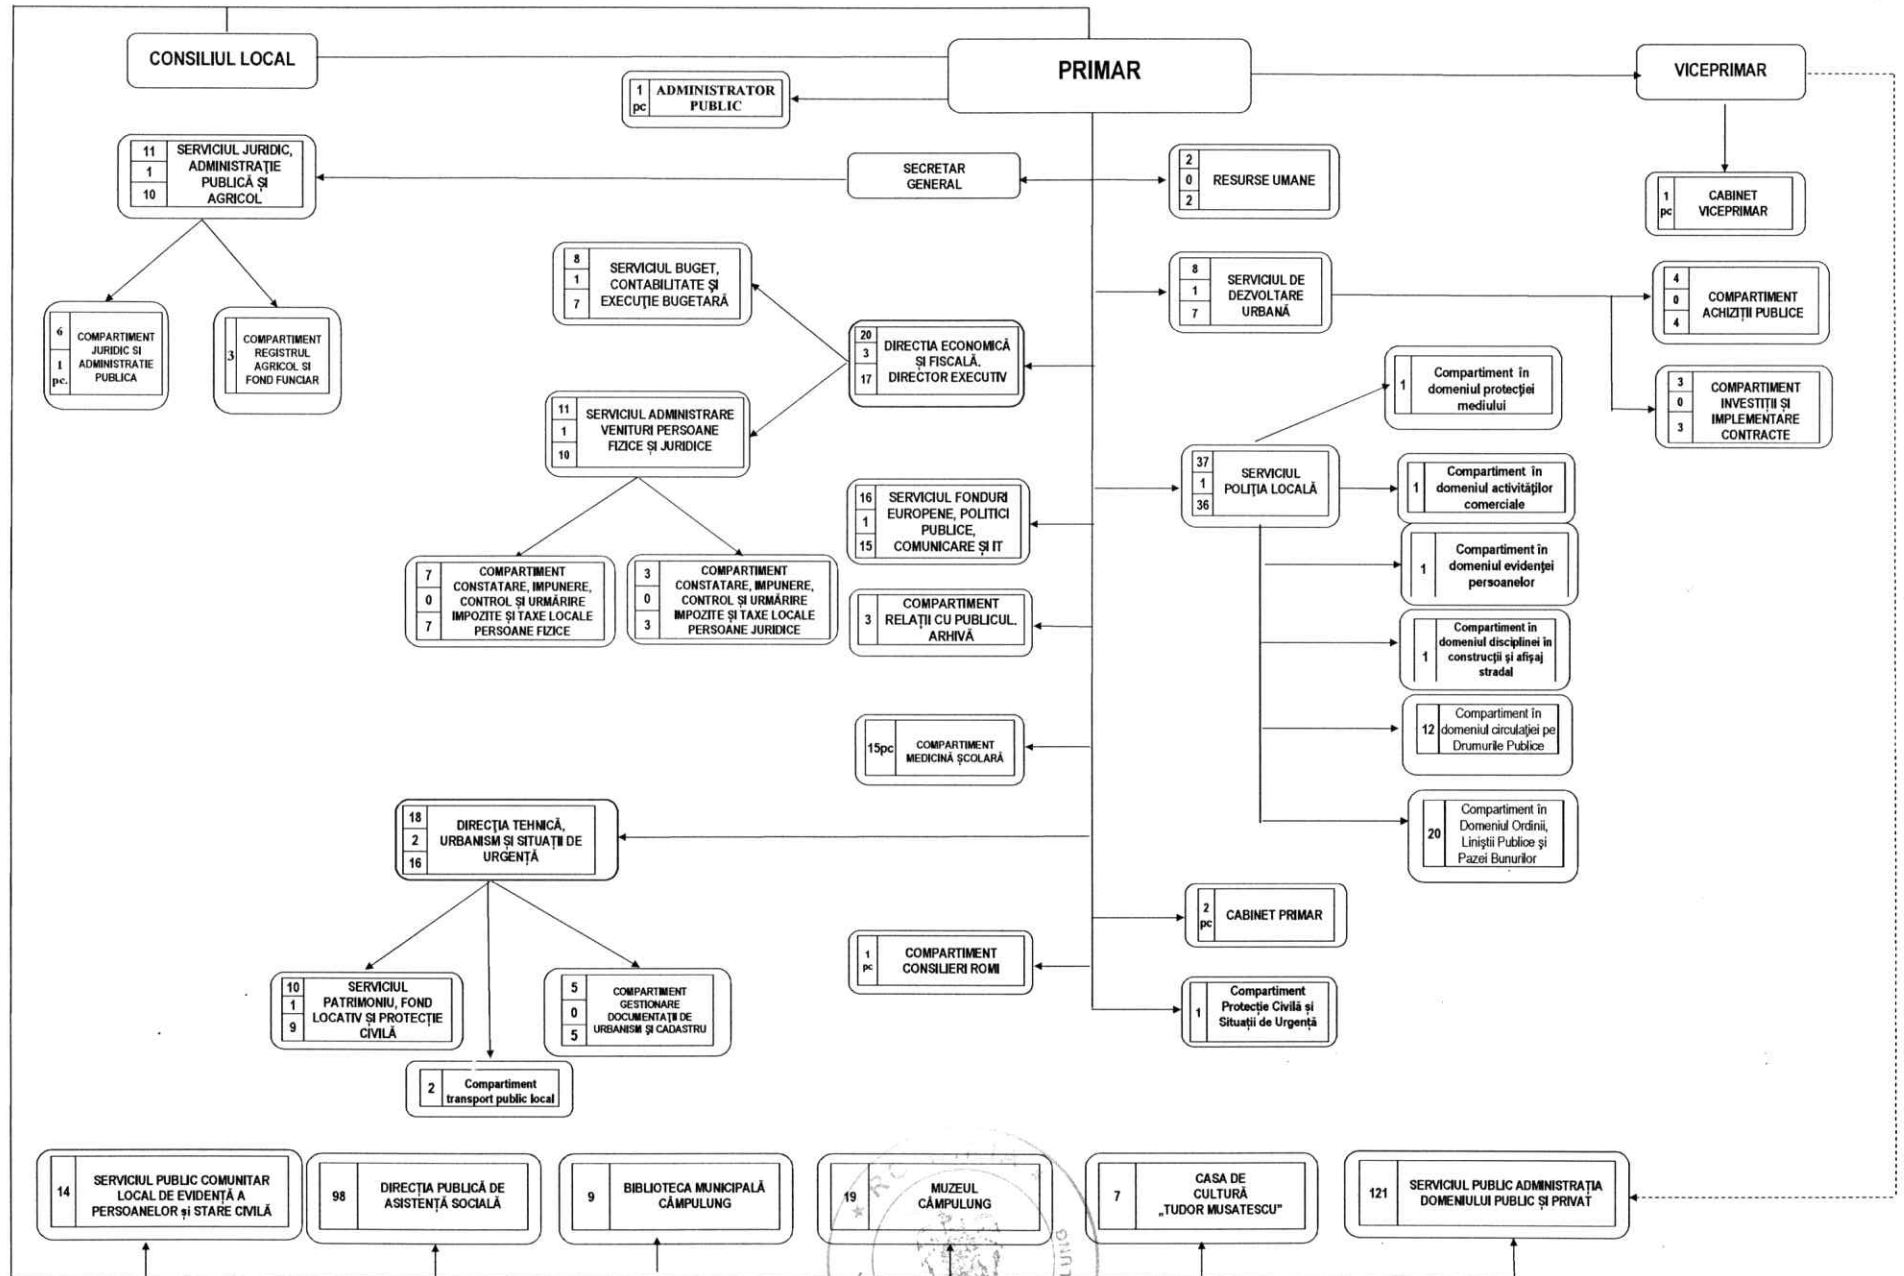 CONSILIUL LOCAL
PRIMAR
VICEPRIMAR
1
pc
ADMINISTRATOR
PUBLIC
11
1
10
SERVICIUL JURIDIC,
ADMINISTRAŢIE
PUBLICĂ ŞI
AGRICOL
SECRETAR
GENERAL
2
0
2
RESURSE UMANE
1
pc
CABINET
VICEPRIMAR
8
1
7
SERVICIUL BUGET,
CONTABILITATE ŞI
EXECUŢIE BUGETARĂ
8
1
7
SERVICIUL DE
DEZVOLTARE
URBANĂ
4
0
4
COMPARTIMENT
ACHIZIȚII PUBLICE
6
1
pc.
COMPARTIMENT
JURIDIC SI
ADMINISTRATIE
PUBLICA
3
COMPARTIMENT
REGISTRUL
AGRICOL SI
FOND FUNCIAR
20
3
17
DIRECTIA ECONOMICĂ
ȘI FISCALĂ.
DIRECTOR EXECUTIV
1
Compartiment în
domeniul protecției
mediului
3
0
3
COMPARTIMENT
INVESTIȚII ȘI
IMPLEMENTARE
CONTRACTE
11
1
10
SERVICIUL ADMINISTRARE
VENITURI PERSOANE
FIZICE ȘI JURIDICE
37
1
36
SERVICIUL
POLIŢIA LOCALĂ
1
Compartiment în
domeniul activităților
comerciale
16
1
15
SERVICIUL FONDURI
EUROPENE, POLITICI
PUBLICE,
COMUNICARE ȘI IT
7
0
7
COMPARTIMENT
CONSTATARE, IMPUNERE,
CONTROL ȘI URMĂRIRE
IMPOZITE ȘI TAXE LOCALE
PERSOANE FIZICE
3
0
3
COMPARTIMENT
CONSTATARE, IMPUNERE,
CONTROL ȘI URMĂRIRE
IMPOZITE ȘI TAXE LOCALE
PERSOANE JURIDICE
1
Compartiment în
domeniul evidenței
persoanelor
3
COMPARTIMENT
RELAȚII CU PUBLICUL.
ARHIVĂ
1
Compartiment în
domeniul disciplinei în
construcții și afișaj
stradal
15pc
COMPARTIMENT
MEDICINĂ ȘCOLARĂ
12
Compartiment în
domeniul circulației pe
Drumurile Publice
18
2
16
DIRECŢIA TEHNICĂ,
URBANISM ȘI SITUAȚII DE
URGENȚĂ
20
Compartiment în
Domeniul Ordinii,
Liniștii Publice și
Pazei Bunurilor
2
pc
CABINET PRIMAR
1
pc
COMPARTIMENT
CONSILIERI ROMI
10
1
9
SERVICIUL
PATRIMONIU, FOND
LOCATIV ȘI PROTECȚIE
CIVILĂ
5
0
5
COMPARTIMENT
GESTIONARE
DOCUMENTAȚII DE
URBANISM ȘI CADASTRU
1
Compartiment
Protecție Civilă și
Situații de Urgență
2
Compartiment
transport public local
14
SERVICIUL PUBLIC COMUNITAR
LOCAL DE EVIDENȚĂ A
PERSOANELOR și STARE CIVILĂ
98
DIRECȚIA PUBLICĂ DE
ASISTENȚĂ SOCIALĂ
9
BIBLIOTECA MUNICIPALĂ
CÂMPULUNG
19
MUZEUL
CÂMPULUNG
7
CASA DE
CULTURĂ
„TUDOR MUSATESCU”
121
SERVICIUL PUBLIC ADMINISTRAȚIA
DOMENIULUI PUBLIC ȘI PRIVAT